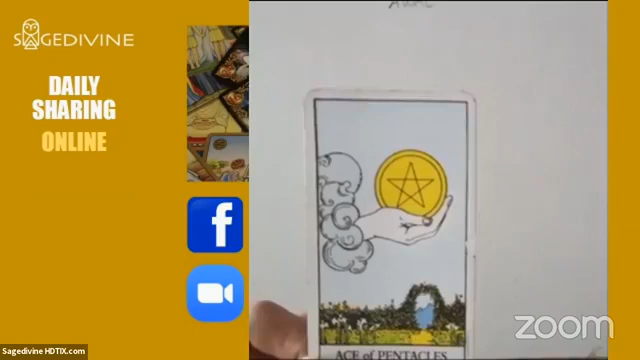 SAGEDIVINE
DAILY
SHARING
ONLINE
ACE of PENTACLES
zoom
Sagedivine HDTIX.com